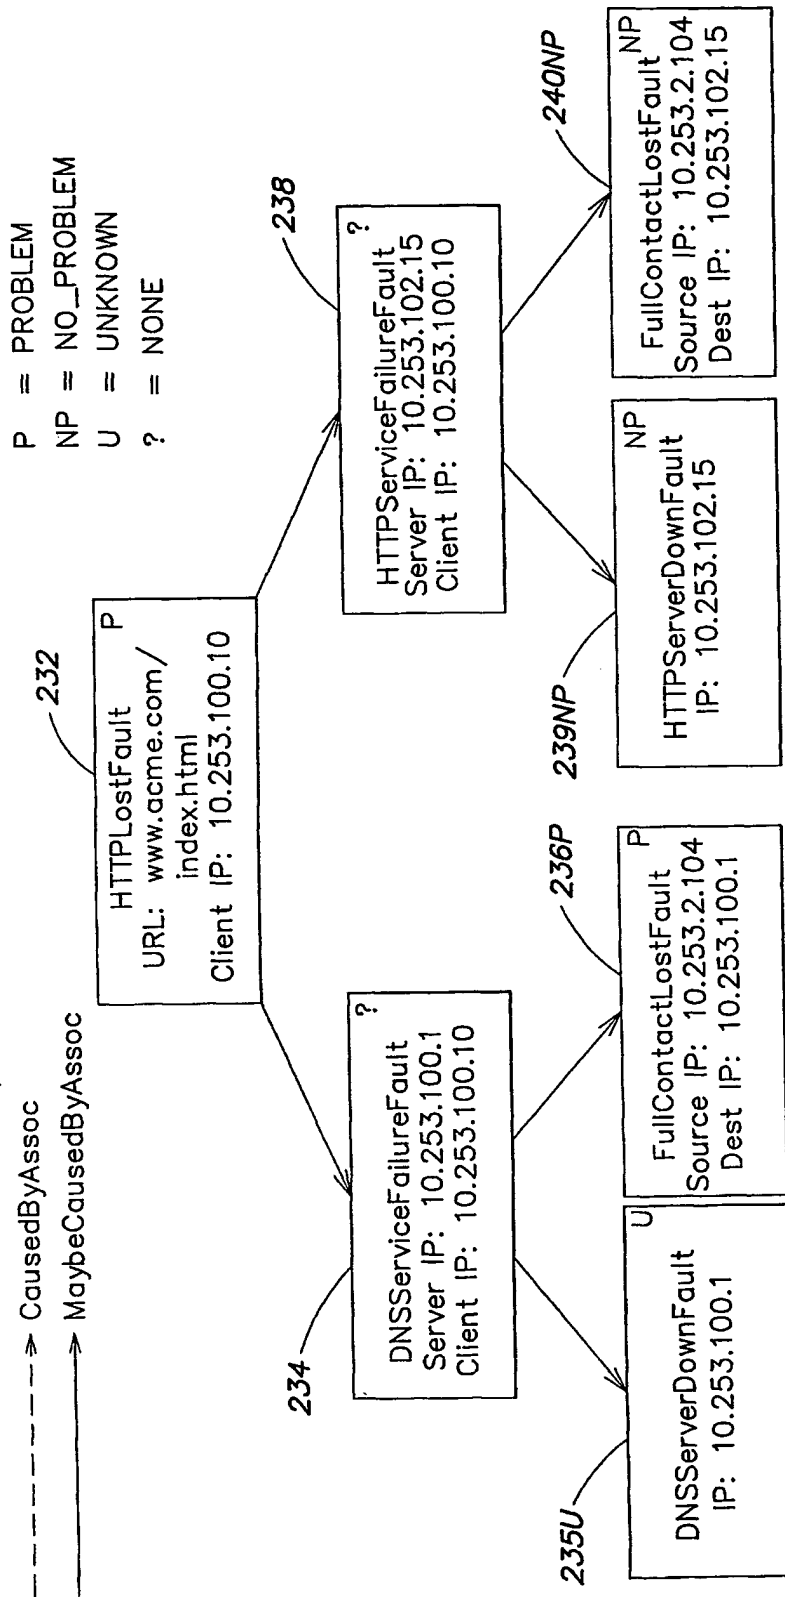 CausedByAssoc
MaybeCausedByAssoc
P = PROBLEM
NP = NO_PROBLEM
U = UNKNOWN
? = NONE
232
HTTPLostFault
P
URL: www.acme.com/
index.html
Client IP: 10.253.100.10
234
?
DNSServiceFailureFault
Server IP: 10.253.100.1
Client IP: 10.253.100.10
238
?
HTTPServiceFailureFault
Server IP: 10.253.102.15
Client IP: 10.253.100.10
235U
U
DNSServerDownFault
IP: 10.253.100.1
236P
P
FullContactLostFault
Source IP: 10.253.2.104
Dest IP: 10.253.100.1
239NP
NP
HTTPServerDownFault
IP: 10.253.102.15
240NP
NP
FullContactLostFault
Source IP: 10.253.2.104
Dest IP: 10.253.102.15